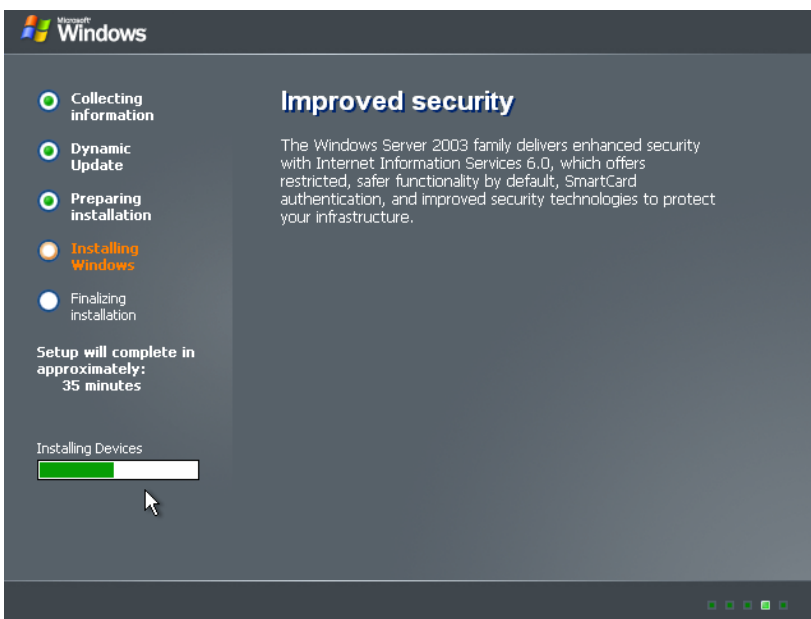 Microsoft
Windows
Collecting
information
Dynamic
Update
Preparing
installation
Installing
Windows
Finalizing
installation
Setup will complete in
approximately:
35 minutes
Installing Devices
Improved security
The Windows Server 2003 family delivers enhanced security
with Internet Information Services 6.0, which offers
restricted, safer functionality by default, SmartCard
authentication, and improved security technologies to protect
your infrastructure.